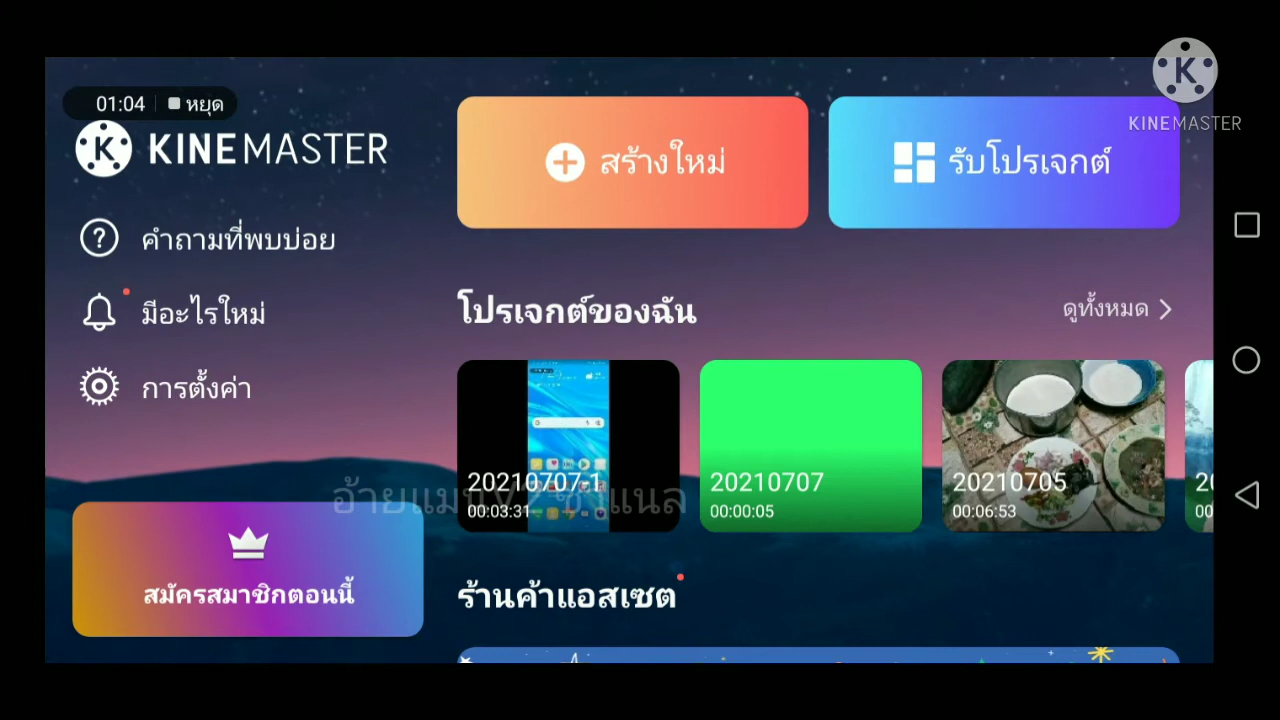 01:04
หยุด
KINEMASTER
คำถามที่พบบ่อย
มีอะไรใหม่
การตั้งค่า
สมัครสมาชิกตอนนี้
สร้างใหม่
รับโปรเจกต์
KINEMASTER
โปรเจกต์ของฉัน
ดูทั้งหมด
20210707-1
00:03:31
20210707
00:00:05
20210705
00:06:53
ร้านค้าแอสเซต